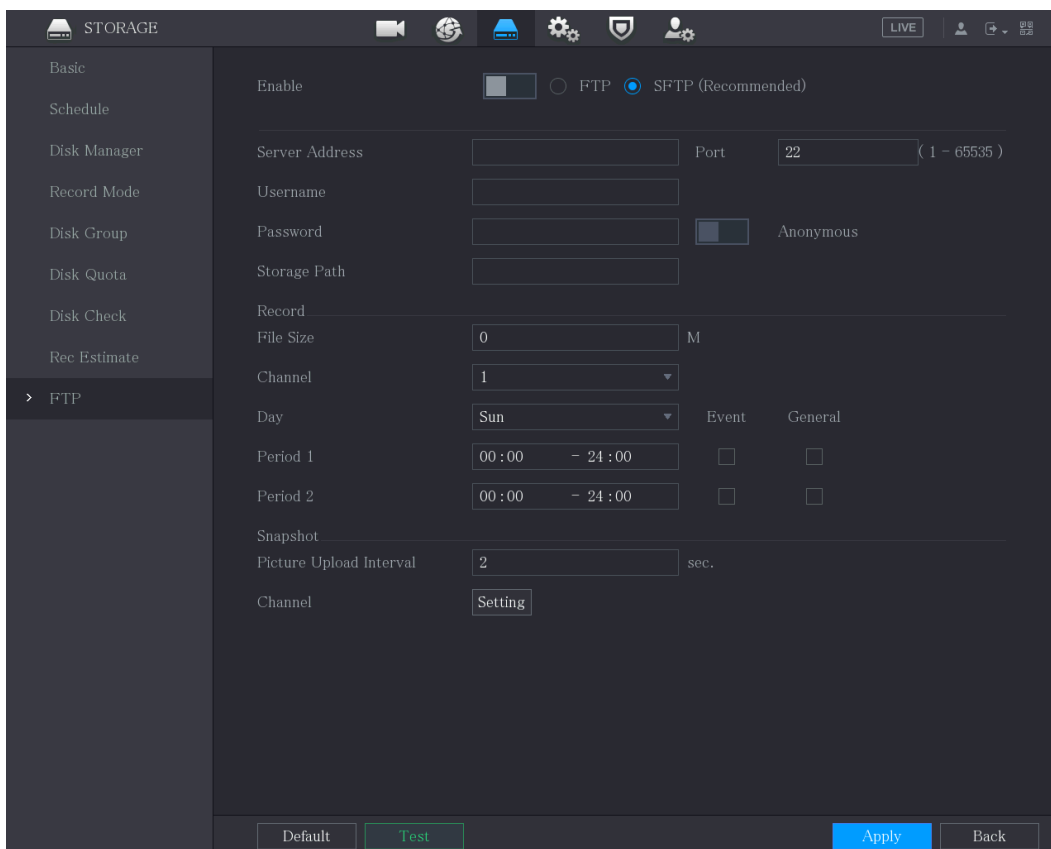 STORAGE LIVE
Basic
Schedule
Disk Manager
Record Mode
Disk Group
Disk Quota
Disk Check
Rec Estimate
FTP
Enable FTP SFTP (Recommended)
Server Address Port 22 ( 1 - 65535 )
Username
Password Anonymous
Storage Path
Record
File Size 0 M
Channel 1
Day Sun Event General
Period 1 00 : 00 - 24 : 00
Period 2 00 : 00 - 24 : 00
Snapshot
Picture Upload Interval 2 sec.
Channel Setting
Default Test Apply Back